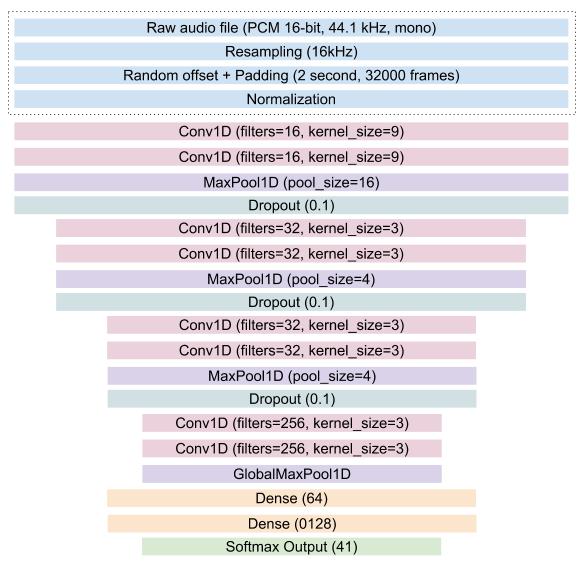 Raw audio file (PCM 16-bit, 44.1 kHz, mono)
Resampling (16kHz)
Random offset + Padding (2 second, 32000 frames)
Normalization
Conv1D (filters=16, kernel_size=9)
Conv1D (filters=16, kernel_size=9)
MaxPool1D (pool_size=16)
Dropout (0.1)
Conv1D (filters=32, kernel_size=3)
Conv1D (filters=32, kernel_size=3)
MaxPool1D (pool_size=4)
Dropout (0.1)
Conv1D (filters=32, kernel_size=3)
Conv1D (filters=32, kernel_size=3)
MaxPool1D (pool_size=4)
Dropout (0.1)
Conv1D (filters=256, kernel_size=3)
Conv1D (filters=256, kernel_size=3)
GlobalMaxPool1D
Dense (64)
Dense (0128)
Softmax Output (41)